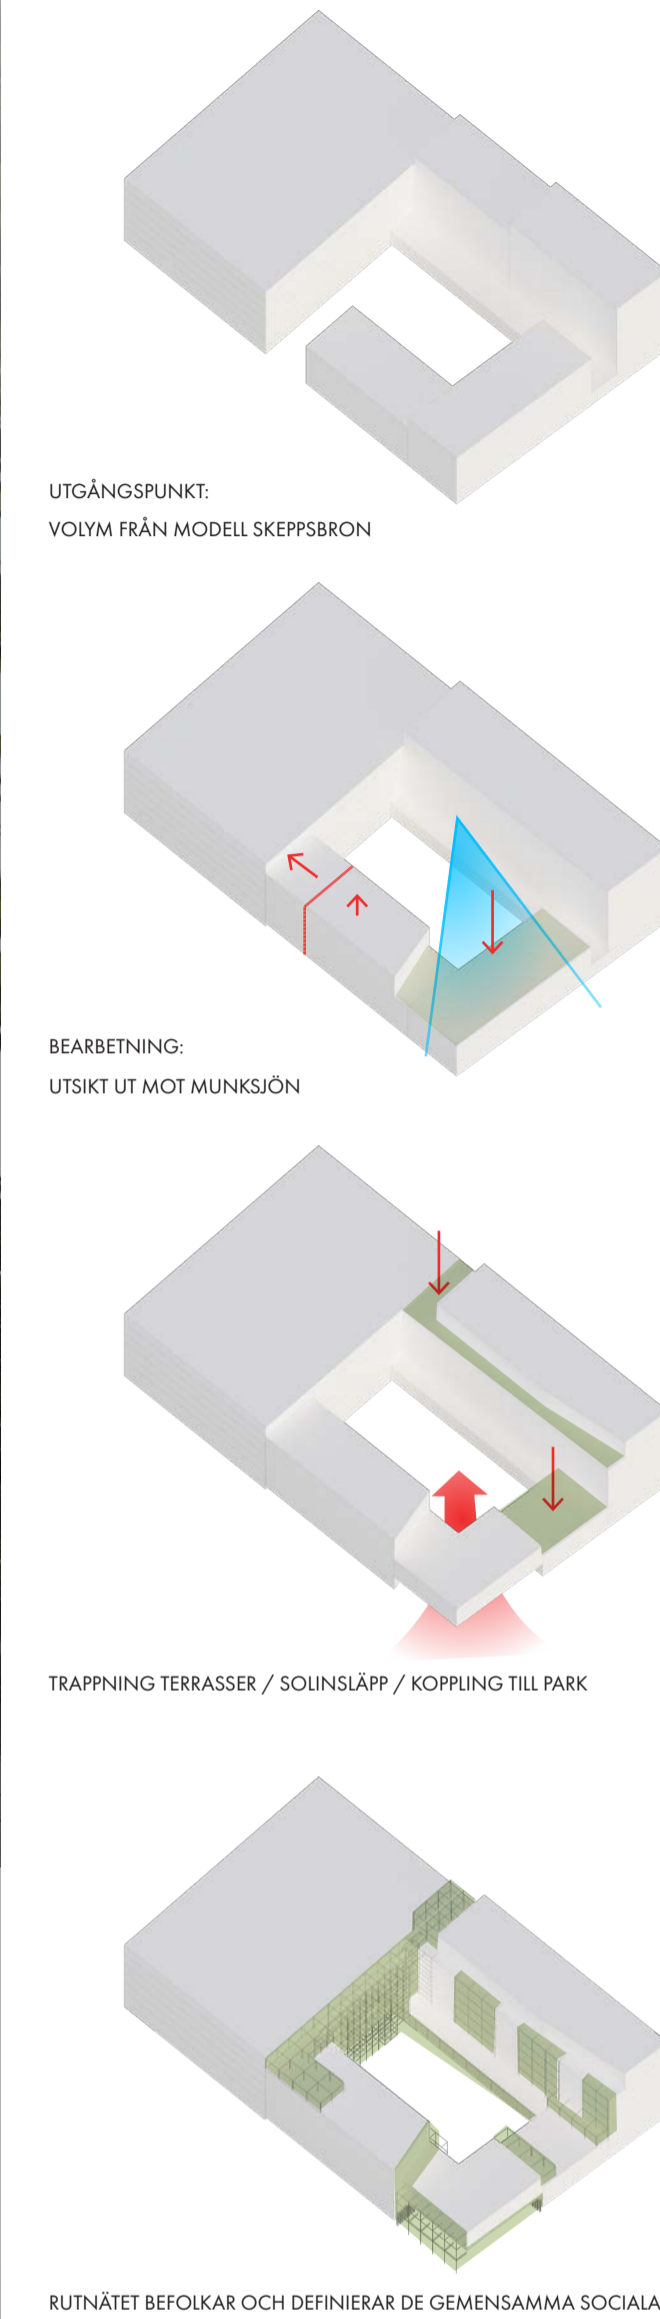 UTGÅNGSPUNKT:
VOLYM FRÅN MODELL SKEPPSBRON
BEARBETNING:
UTSIKT UT MOT MUNKSJÖN
TRAPPNING TERRASSER / SOLINSLÄPP / KOPPLING TILL PARK
RUTNÄTET BEFOLKAR OCH DEFINIERAR DE GEMENSAMMA SOCIALA